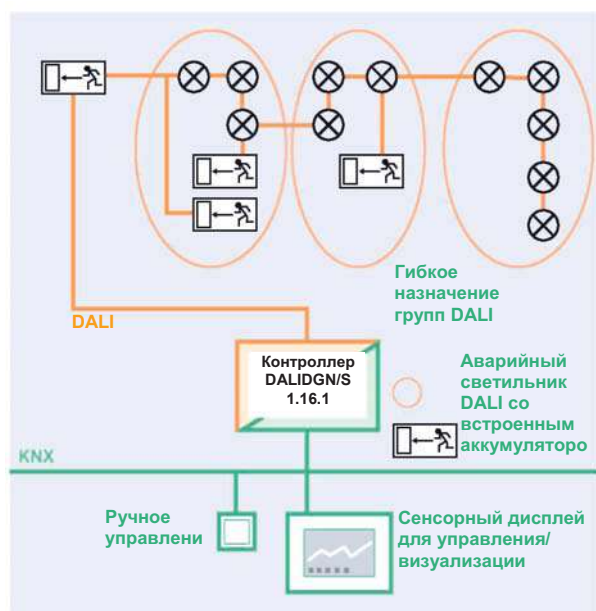 Гибкое
назначение
групп DALI
DALI
Контроллер
DALIDGN/S
1.16.1
Аварийный
светильник
DALI со
встроенным
аккумуляторо
KNX
Ручное
управлени
Сенсорный дисплей
для управления/
визуализации